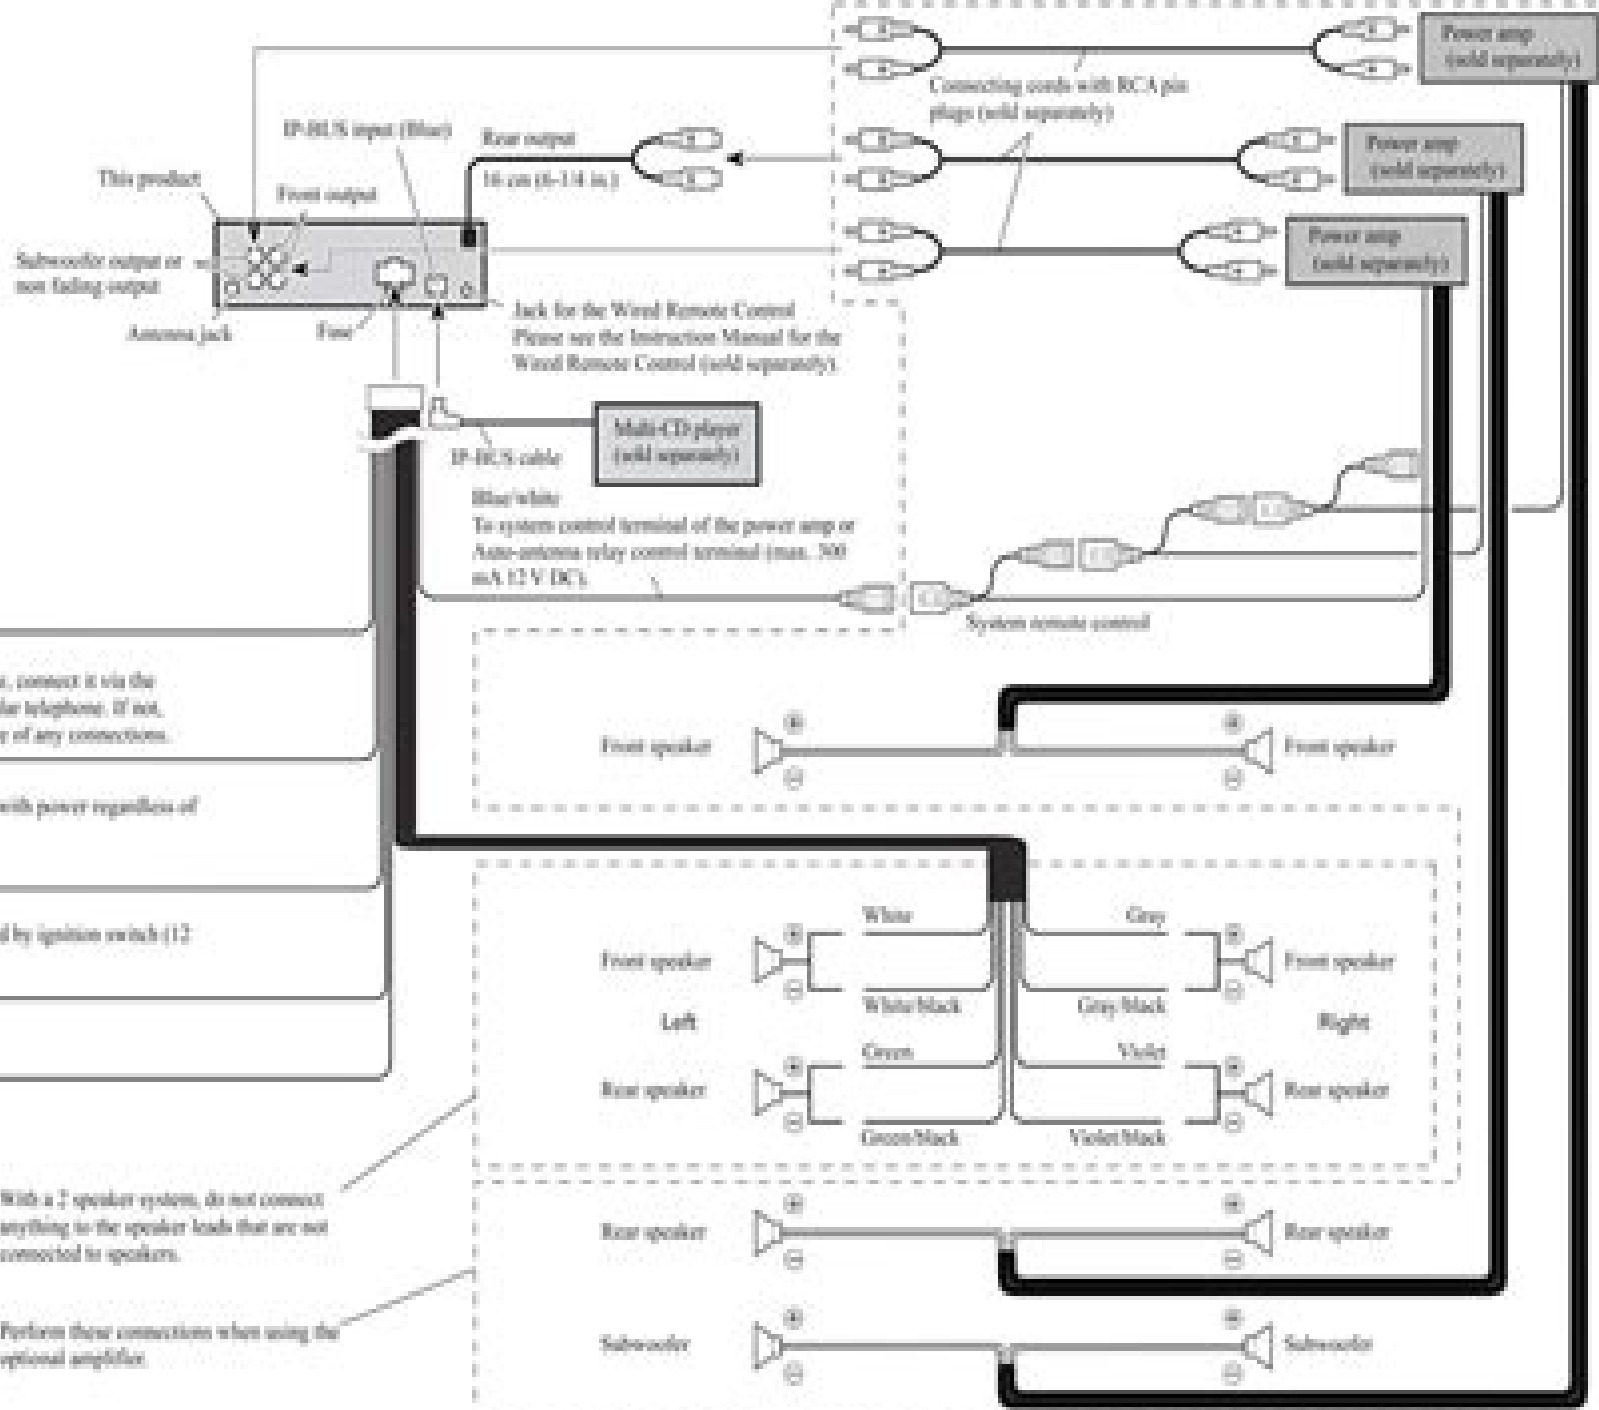 Power amp
(sold separately)
Connecting cords with RCA pin
plugs (sold separately)
IP-BUS input (Blue)
Rear output
16 cm (6-1/4 in.)
Power amp
(sold separately)
This product
Front output
Power amp
(sold separately)
Subwoofer output or
non fading output
Antenna jack
Fuse
Jack for the Wired Remote Control
Please see the Instruction Manual for the
Wired Remote Control (sold separately).
Multi-CD player
(sold separately)
IP-BUS cable
Blue/white
To system control terminal of the power amp or
Auto-antenna relay control terminal (max. 300
mA 12 V DC).
System remote control
e, connect it via the
lar telephone. If not,
e of any connections.
Front speaker
Front speaker
with power regardless of
d by ignition switch (12
White
Gray
Front speaker
Front speaker
White/black
Gray/black
Left
Right
Green
Violet
Rear speaker
Rear speaker
Green/black
Violet/black
With a 2 speaker system, do not connect
anything to the speaker leads that are not
connected to speakers.
Rear speaker
Rear speaker
Perform these connections when using the
optional amplifier.
Subwoofer
Subwoofer